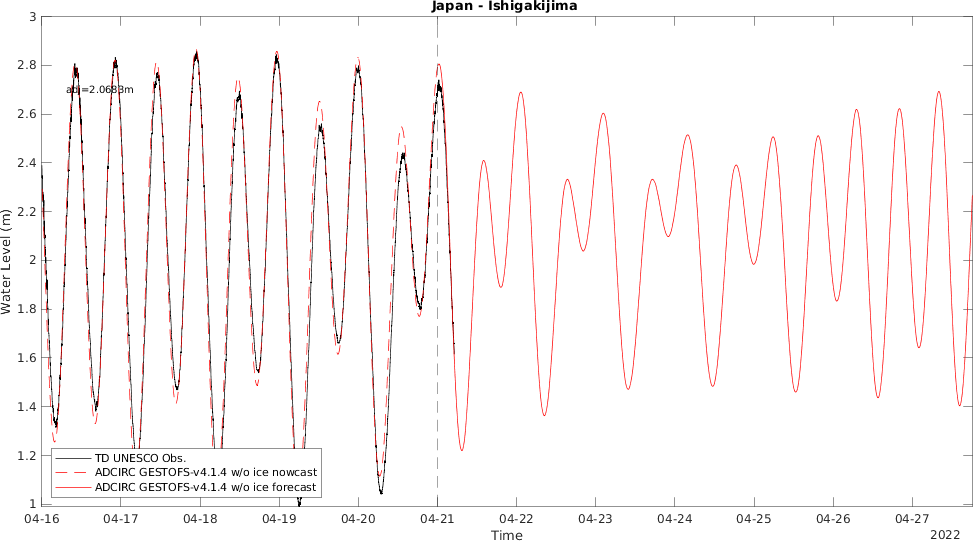 Japan - Ishigakijima
Water Level (m)
3
2.8
2.6
2.4
2.2
2
1.8
1.6
1.4
1.2
1
adj=2.0683m
TD UNESCO Obs.
ADCIRC GESTOFS-v4.1.4 w/o ice nowcast
ADCIRC GESTOFS-v4.1.4 w/o ice forecast
04-16 04-17 04-18 04-19 04-20 04-21 04-22 04-23 04-24 04-25 04-26 04-27
Time
2022